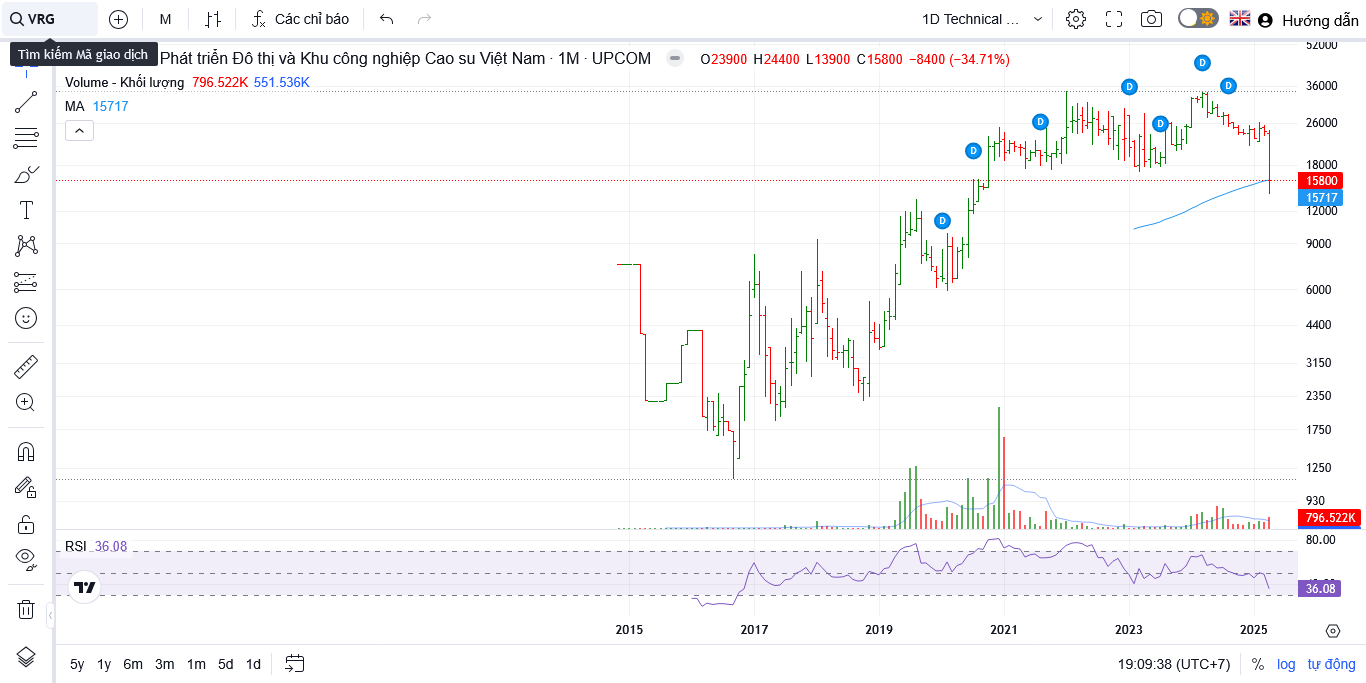 VRG M Các chỉ báo 1D Technical ... Hướng dẫn
Tìm kiếm Mã giao dịch
Phát triển Đô thị và Khu công nghiệp Cao su Việt Nam · 1M · UPCOM O23900 H24400 L13900 C15800 −8400 (−34.71%)
Volume - Khối lượng 796.522K 551.536K
MA 15717
52000
36000
26000
18000
15800
15717
12000
9000
6000
4400
3150
2350
1750
1250
930
796.522K
D
D
D
D
D
D
D
RSI 36.08
80.00
36.08
2015 2017 2019 2021 2023 2025
5y 1y 6m 3m 1m 5d 1d 19:09:38 (UTC+7) % log tự động